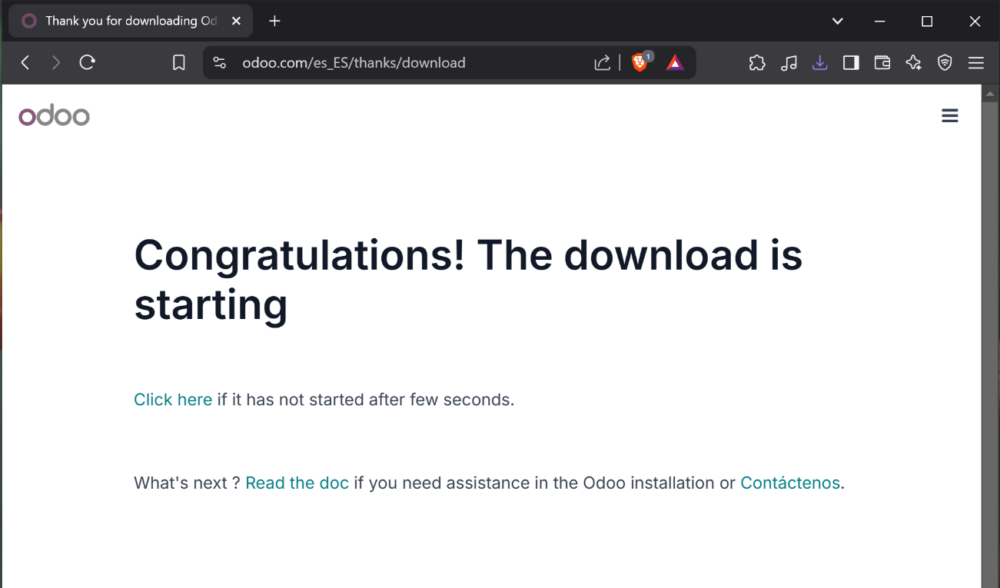 Thank you for downloading Od
odoo.com/es_ES/thanks/download
1
odoo
Congratulations! The download is
starting
Click here if it has not started after few seconds.
What's next ? Read the doc if you need assistance in the Odoo installation or Contáctenos.